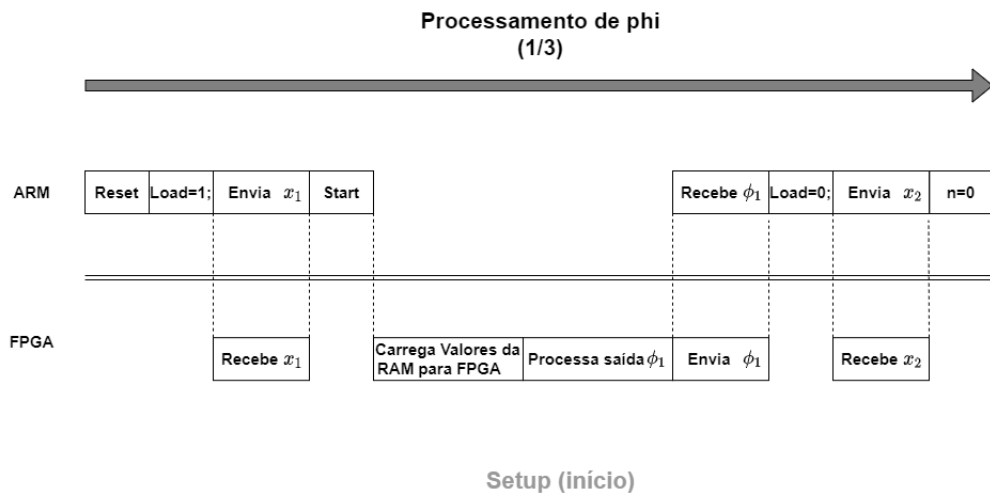 Processamento de phi
(1/3)
ARM
Reset
Load=1;
Envia x₁
Start
Recebe ϕ₁
Load=0;
Envia x₂
n=0
FPGA
Recebe x₁
Carrega Valores da
RAM para FPGA
Processa saída ϕ₁
Envia ϕ₁
Recebe x₂
Setup (início)